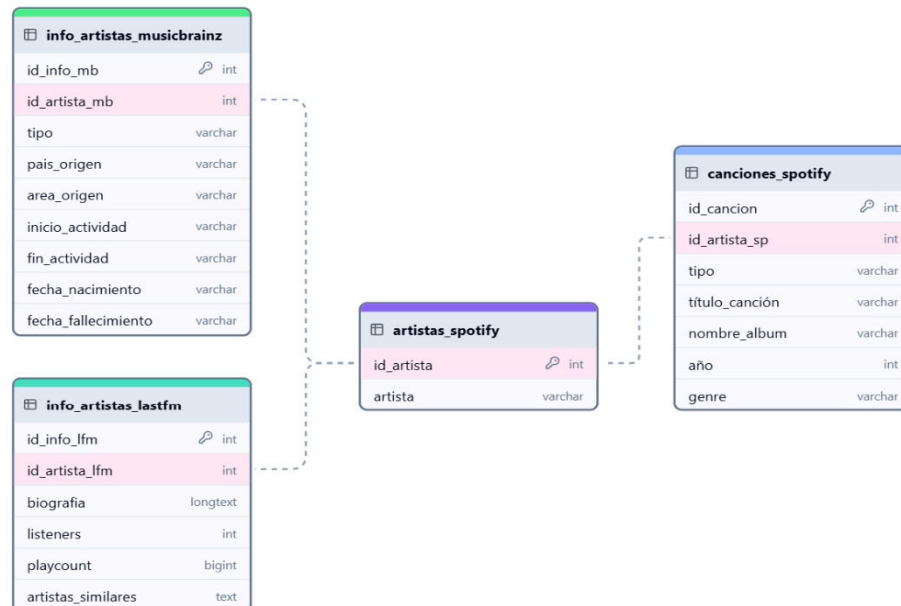 info_artistas_musicbrainz
id_info_mb int
id_artista_mb int
tipo varchar
pais_origen varchar
area_origen varchar
inicio_actividad varchar
fin_actividad varchar
fecha_nacimiento varchar
fecha_fallecimiento varchar
info_artistas_lastfm
id_info_lfm int
id_artista_lfm int
biografia longtext
listeners int
playcount bigint
artistas_similares text
artistas_spotify
id_artista int
artista varchar
canciones_spotify
id_cancion int
id_artista_sp int
tipo varchar
título_canción varchar
nombre_album varchar
año int
genre varchar